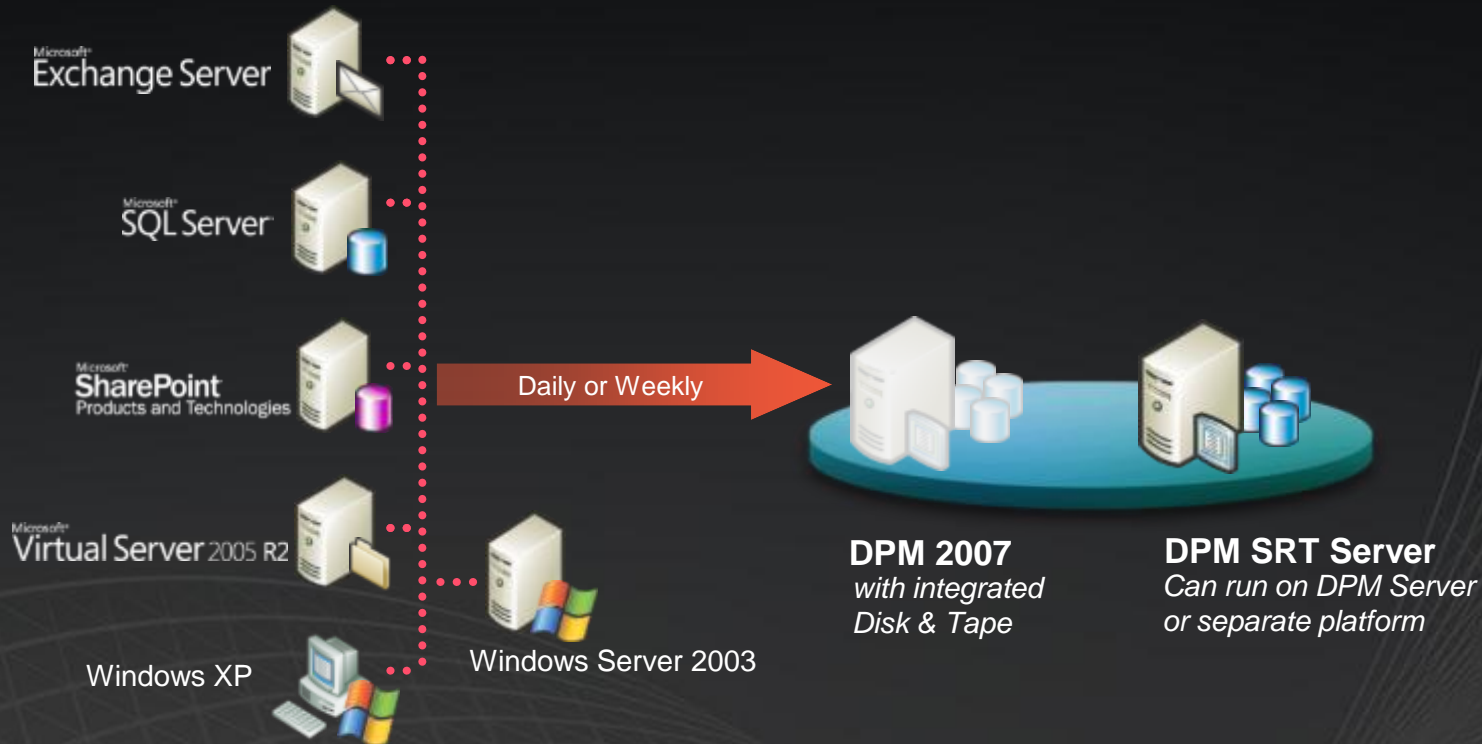 Microsoft®
Exchange Server
Microsoft®
SQL Server
Microsoft®
SharePoint
Products and Technologies
Daily or Weekly
Microsoft®
Virtual Server 2005 R2
Windows XP
Windows Server 2003
DPM 2007
with integrated
Disk & Tape
DPM SRT Server
Can run on DPM Server
or separate platform